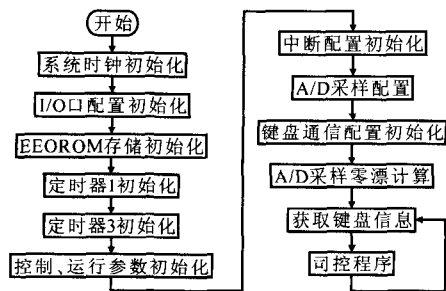 开始
系统时钟初始化
I/O口配置初始化
EEOROM存储初始化
定时器1初始化
定时器3初始化
控制、运行参数初始化
中断配置初始化
A/D采样配置
键盘通信配置初始化
A/D采样零漂计算
获取键盘信息
司控程序